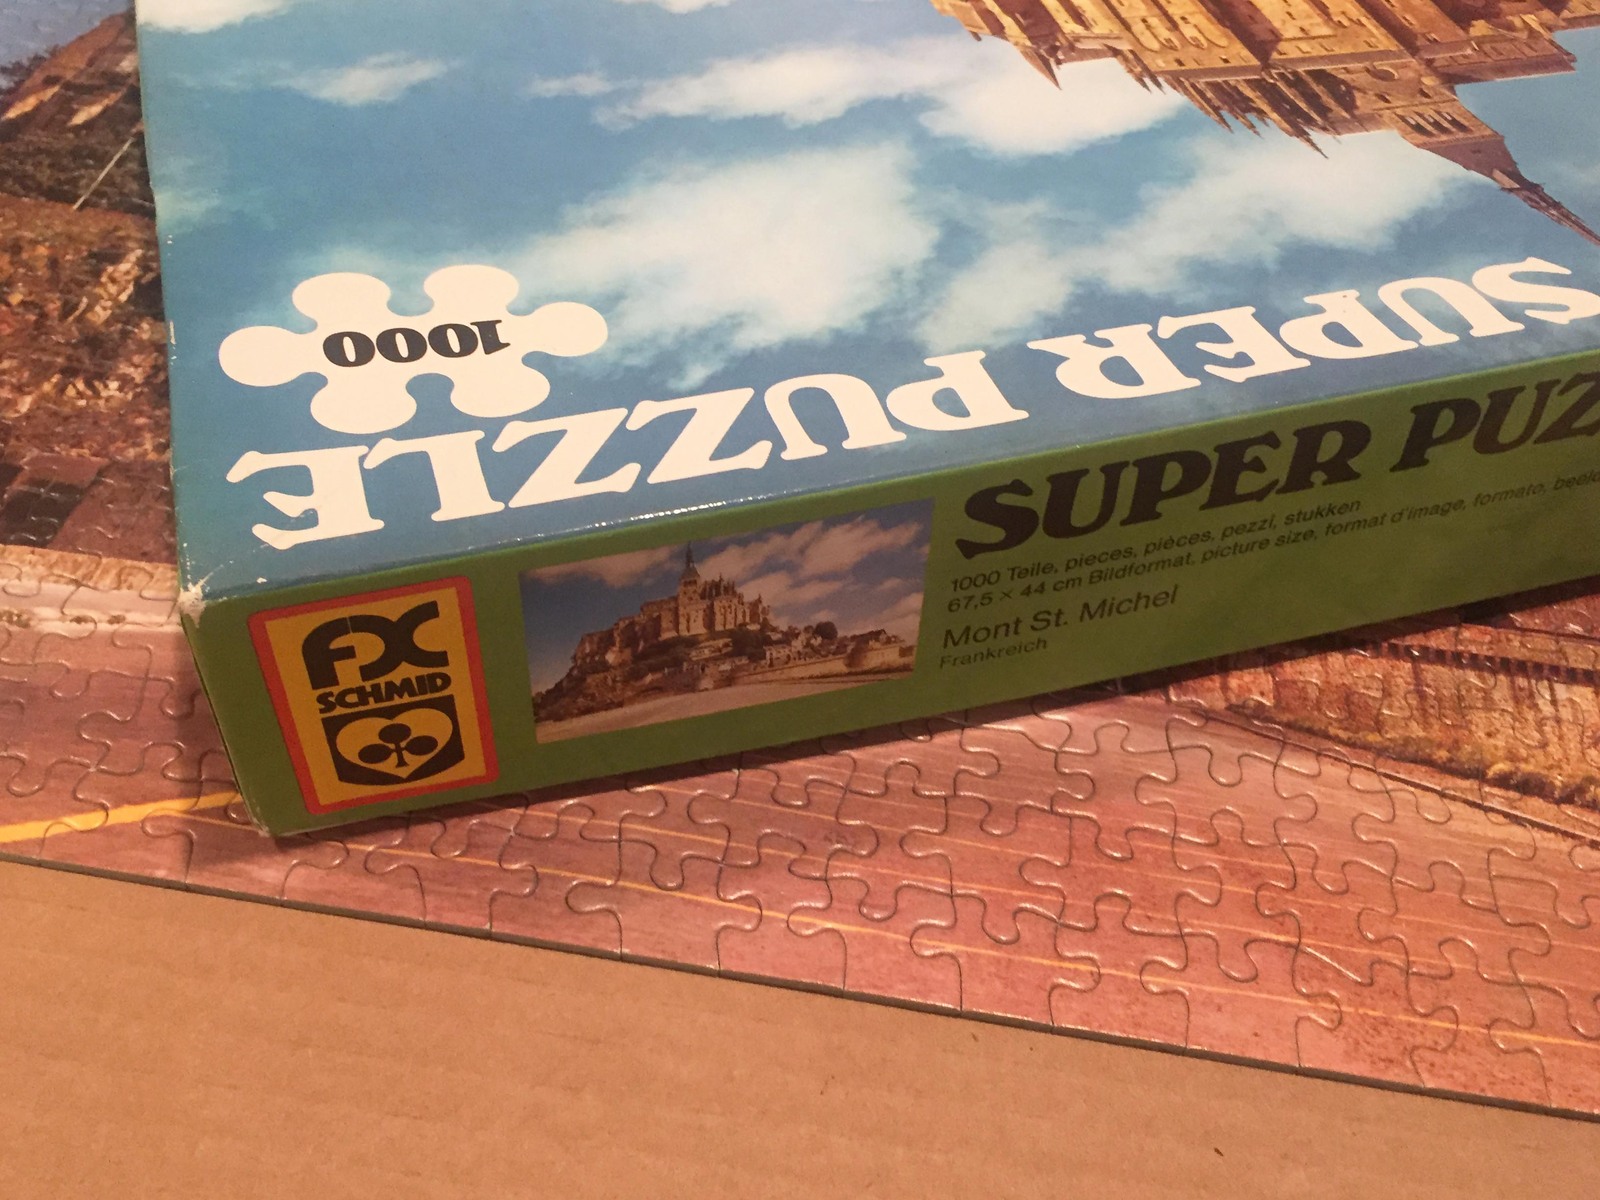 1000
SUPER PUZZLE
FX
SCHMID
SUPER PUZ
1000 Teile, pieces, pièces, pezzi, stukken
67,5 × 44 cm Bildformat, picture size, format d'image, formato,
Mont St. Michel
Frankreich